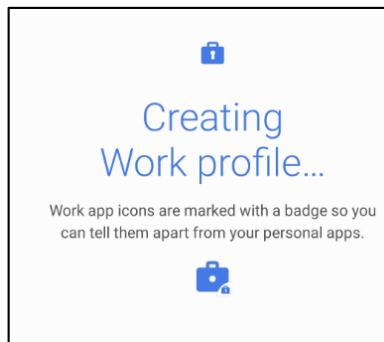 Creating
Work profile...
Work app icons are marked with a badge so you
can tell them apart from your personal apps.